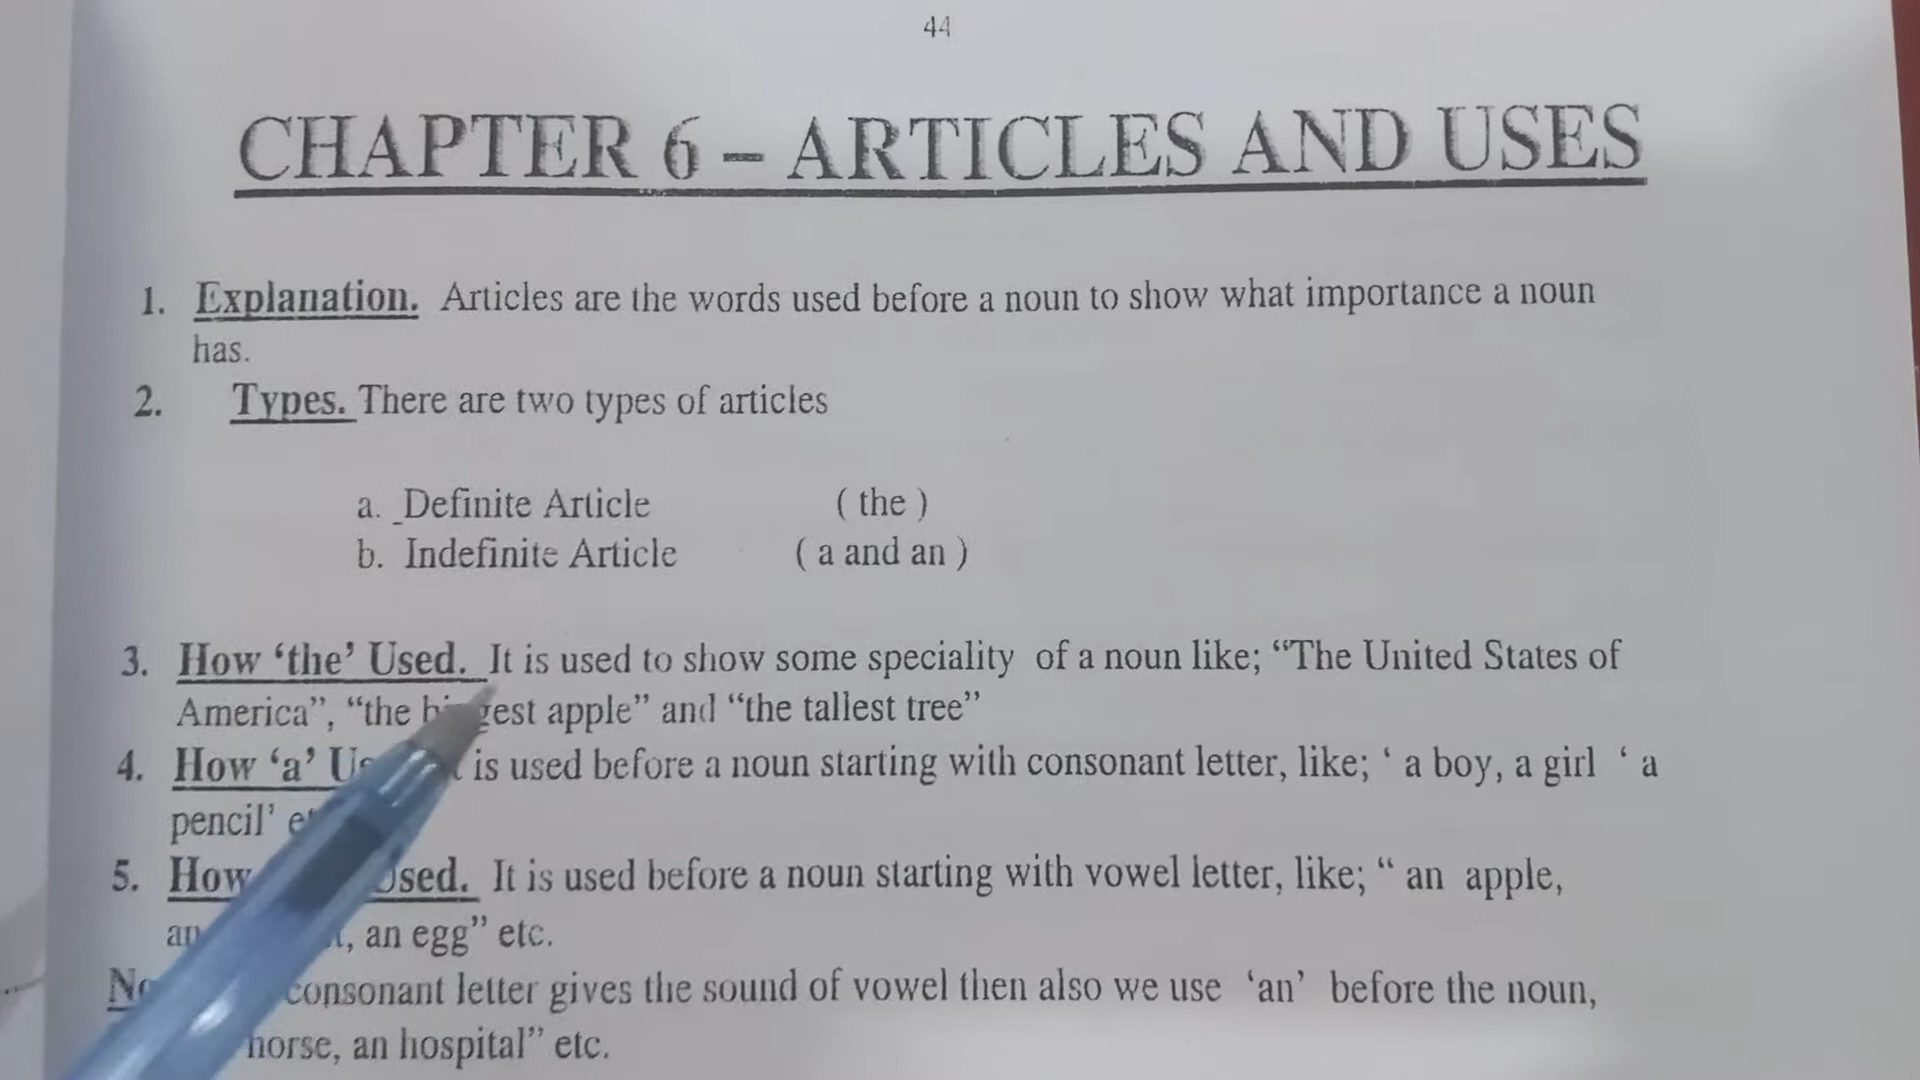 44
CHAPTER 6 – ARTICLES AND USES
1. Explanation. Articles are the words used before a noun to show what importance a noun
has.
2. Types. There are two types of articles
a. Definite Article ( the )
b. Indefinite Article ( a and an )
3. How ‘the’ Used. It is used to show some speciality of a noun like; “The United States of
America”, “the biggest apple” and “the tallest tree”
4. How ‘a’ is used before a noun starting with consonant letter, like; ‘ a boy, a girl ‘ a
pencil’
5. How Used. It is used before a noun starting with vowel letter, like; “ an apple,
an egg” etc.
consonant letter gives the sound of vowel then also we use ‘an’ before the noun,
horse, an hospital” etc.